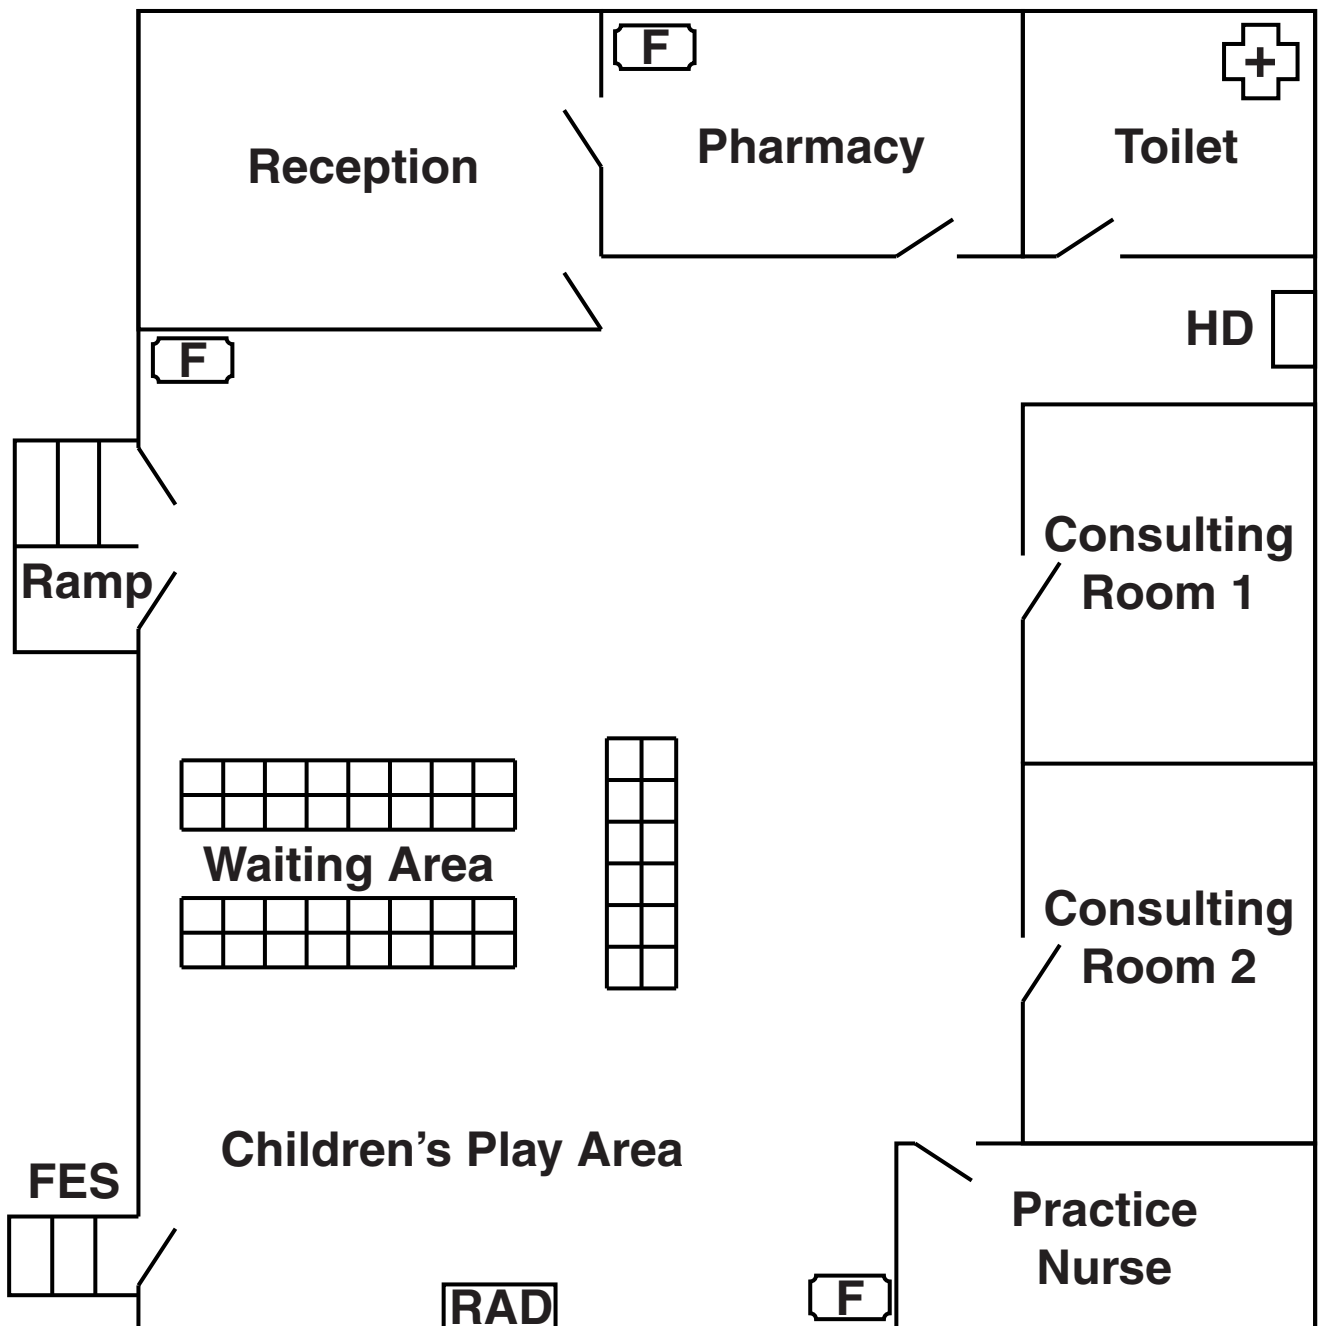 F
Reception
Pharmacy
Toilet
+
HD
F
Ramp
Consulting
Room 1
Waiting Area
Consulting
Room 2
Children’s Play Area
FES
Practice
Nurse
RAD
F